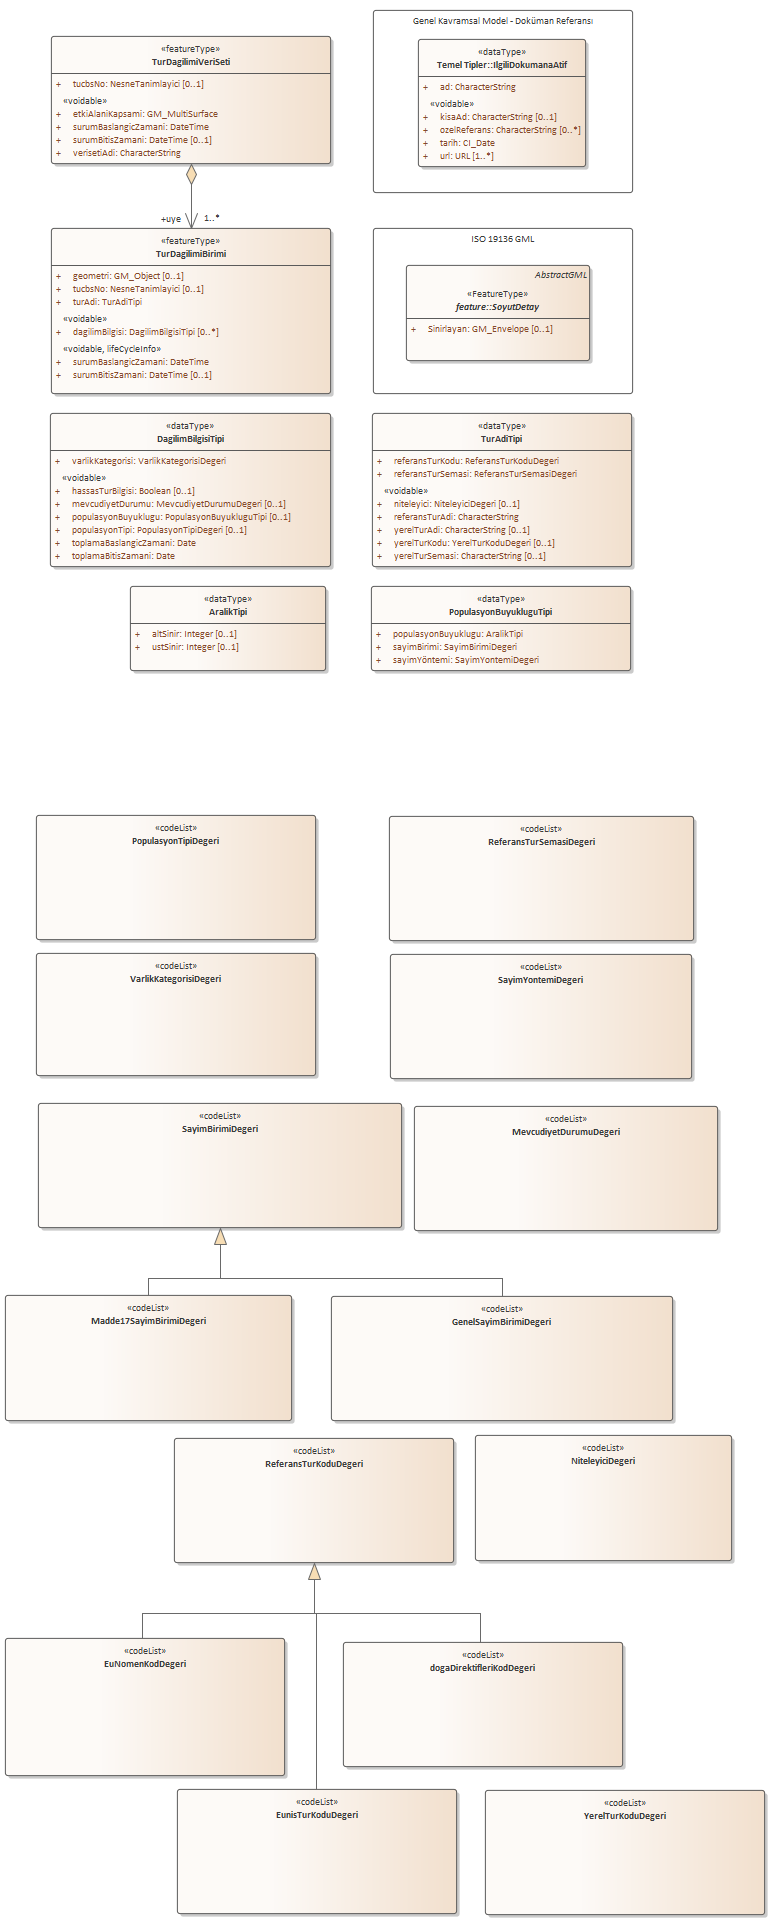 «featureType»
TurDagilimiVeriSeti
+ tucbsNo: NesneTanimlayici [0..1]
«voidable»
+ etkiAlaniKapsami: GM_MultiSurface
+ surumBaslangicZamani: DateTime
+ surumBitisZamani: DateTime [0..1]
+ verisetiAdi: CharacterString
Genel Kavramsal Model - Doküman Referansı
«dataType»
Temel Tipler::IlgiliDokumanaAtif
+ ad: CharacterString
«voidable»
+ kisaAd: CharacterString [0..1]
+ ozelReferans: CharacterString [0..*]
+ tarih: CI_Date
+ url: URL [1..*]
+uye 1..*
«featureType»
TurDagilimiBirimi
+ geometri: GM_Object [0..1]
+ tucbsNo: NesneTanimlayici [0..1]
+ turAdi: TurAdiTipi
«voidable»
+ dagilimBilgisi: DagilimBilgisiTipi [0..*]
«voidable, lifeCycleInfo»
+ surumBaslangicZamani: DateTime
+ surumBitisZamani: DateTime [0..1]
ISO 19136 GML
AbstractGML
«FeatureType»
feature::SoyutDetay
+ Sinirlayan: GM_Envelope [0..1]
«dataType»
DagilimBilgisiTipi
+ varlikKategorisi: VarlikKategorisiDegeri
«voidable»
+ hassasTurBilgisi: Boolean [0..1]
+ mevcudiyetDurumu: MevcudiyetDurumuDegeri [0..1]
+ populasyonBuyuklugu: PopulasyonBuyukluguTipi [0..1]
+ populasyonTipi: PopulasyonTipiDegeri [0..1]
+ toplamaBaslangicZamani: Date
+ toplamaBitisZamani: Date
«dataType»
TurAdiTipi
+ referansTurKodu: ReferansTurKoduDegeri
+ referansTurSemasi: ReferansTurSemasiDegeri
«voidable»
+ niteleyici: NiteleyiciDegeri [0..1]
+ referansTurAdi: CharacterString
+ yerelTurAdi: CharacterString [0..1]
+ yerelTurKodu: YerelTurKoduDegeri [0..1]
+ yerelTurSemasi: CharacterString [0..1]
«dataType»
AralikTipi
+ altSinir: Integer [0..1]
+ ustSinir: Integer [0..1]
«dataType»
PopulasyonBuyukluguTipi
+ populasyonBuyuklugu: AralikTipi
+ sayimBirimi: SayimBirimiDegeri
+ sayimYöntemi: SayimYontemiDegeri
«codeList»
PopulasyonTipiDegeri
«codeList»
ReferansTurSemasiDegeri
«codeList»
VarlikKategorisiDegeri
«codeList»
SayimYontemiDegeri
«codeList»
SayimBirimiDegeri
«codeList»
MevcudiyetDurumuDegeri
«codeList»
Madde17SayimBirimiDegeri
«codeList»
GenelSayimBirimiDegeri
«codeList»
ReferansTurKoduDegeri
«codeList»
NiteleyiciDegeri
«codeList»
EuNomenKodDegeri
«codeList»
dogaDirektifleriKodDegeri
«codeList»
EunisTurKoduDegeri
«codeList»
YerelTurKoduDegeri